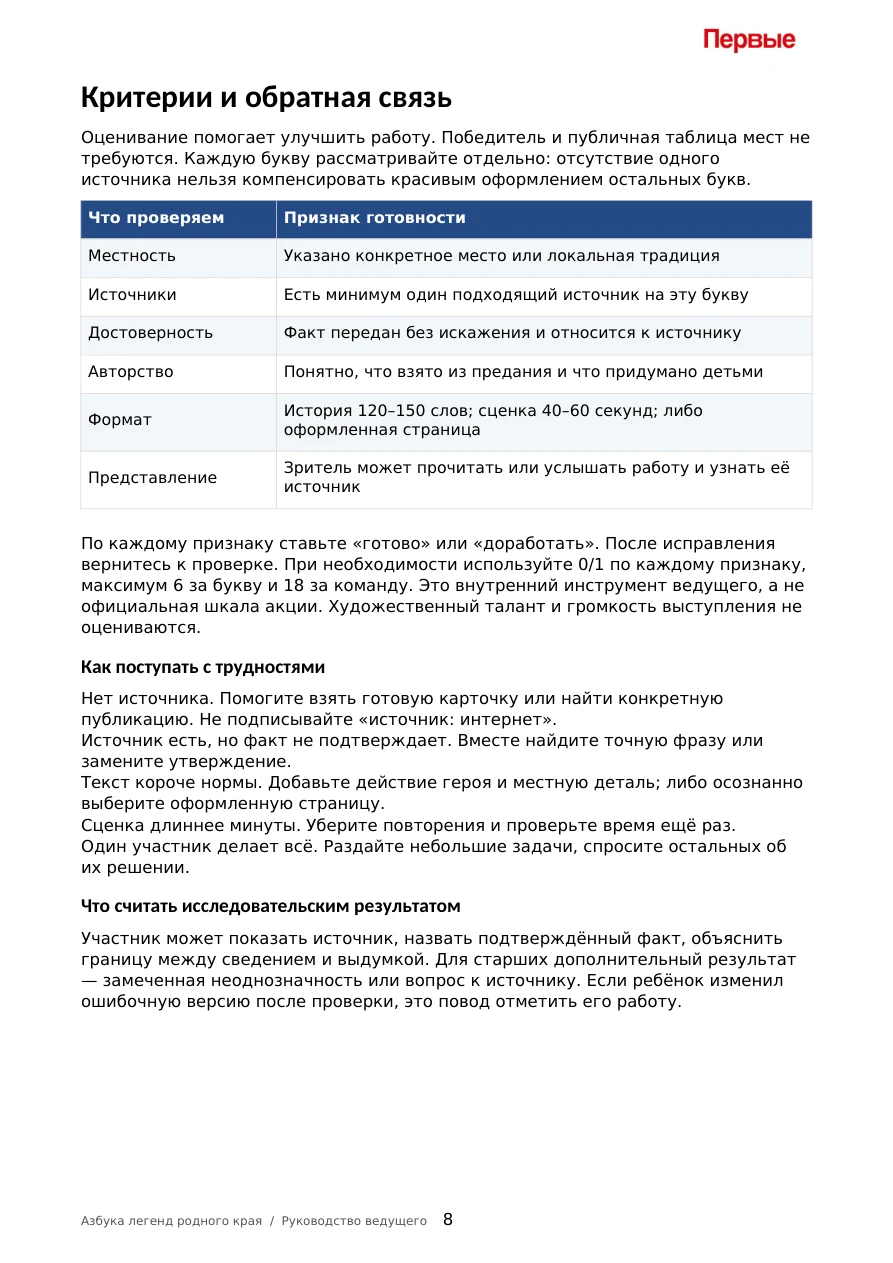 Первые
Критерии и обратная связь
Оценивание помогает улучшить работу. Победитель и публичная таблица мест не
требуются. Каждую букву рассматривайте отдельно: отсутствие одного
источника нельзя компенсировать красивым оформлением остальных букв.
Что проверяем Признак готовности
Местность Указано конкретное место или локальная традиция
Источники Есть минимум один подходящий источник на эту букву
Достоверность Факт передан без искажения и относится к источнику
Авторство Понятно, что взято из предания и что придумано детьми
Формат История 120–150 слов; сценка 40–60 секунд; либо
оформленная страница
Представление Зритель может прочитать или услышать работу и узнать её
источник
По каждому признаку ставьте «готово» или «доработать». После исправления
вернитесь к проверке. При необходимости используйте 0/1 по каждому признаку,
максимум 6 за букву и 18 за команду. Это внутренний инструмент ведущего, а не
официальная шкала акции. Художественный талант и громкость выступления не
оцениваются.
Как поступать с трудностями
Нет источника. Помогите взять готовую карточку или найти конкретную
публикацию. Не подписывайте «источник: интернет».
Источник есть, но факт не подтверждает. Вместе найдите точную фразу или
замените утверждение.
Текст короче нормы. Добавьте действие героя и местную деталь; либо осознанно
выберите оформленную страницу.
Сценка длиннее минуты. Уберите повторения и проверьте время ещё раз.
Один участник делает всё. Раздайте небольшие задачи, спросите остальных об
их решении.
Что считать исследовательским результатом
Участник может показать источник, назвать подтверждённый факт, объяснить
границу между сведением и выдумкой. Для старших дополнительный результат
— замеченная неоднозначность или вопрос к источнику. Если ребёнок изменил
ошибочную версию после проверки, это повод отметить его работу.
Азбука легенд родного края / Руководство ведущего 8